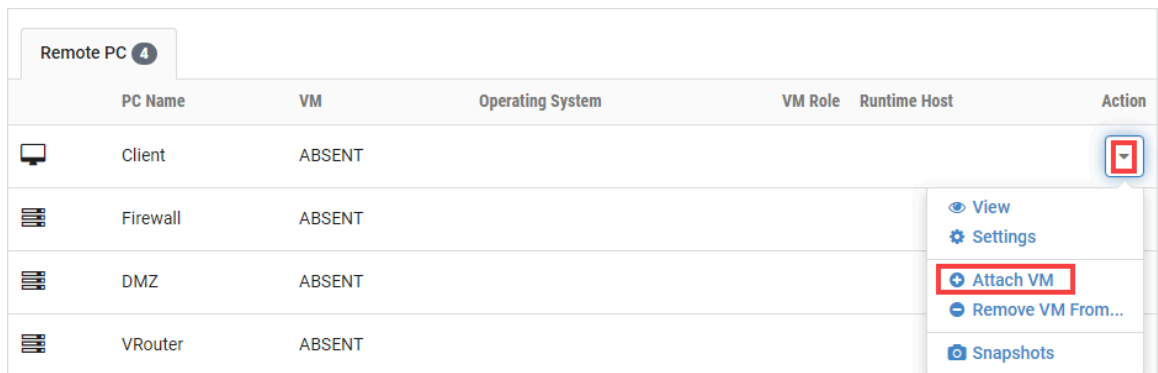 Remote PC 4
PC Name VM Operating System VM Role Runtime Host Action
Client ABSENT
View
Firewall ABSENT
Settings
DMZ ABSENT
Attach VM
Remove VM From...
VRouter ABSENT
Snapshots